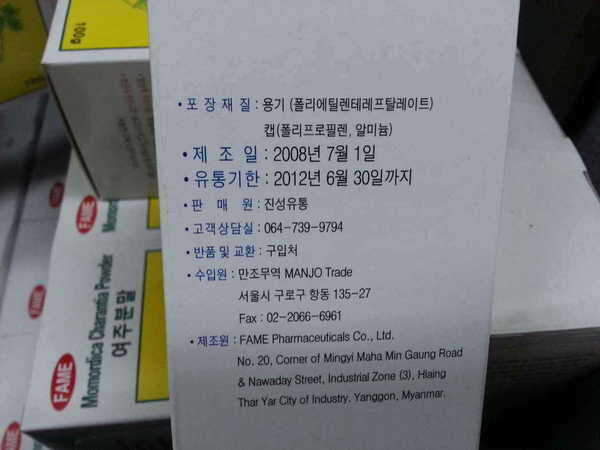 100g
• 포 장 재 질 : 용기 (폴리에틸렌테레프탈레이트)
캡(폴리프로필렌, 알미늄)
• 제 조 일 : 2008년 7월 1일
• 유통기한 : 2012년 6월 30일까지
• 판 매 원 : 진성유통
• 고객상담실 : 064-739-9794
• 반품 및 교환 : 구입처
• 수입원 : 만조무역 MANJO Trade
서울시 구로구 항동 135-27
Fax : 02-2066-6961
• 제조원 : FAME Pharmaceuticals Co., Ltd.
No. 20, Corner of Mingyi Maha Min Gaung Road
& Nawaday Street, Industrial Zone (3), Hlaing
Thar Yar City of Industry. Yanggon, Myanmar.
FAME
FAME
Momordica Charantia Powder
여주분말
FAME
FAME